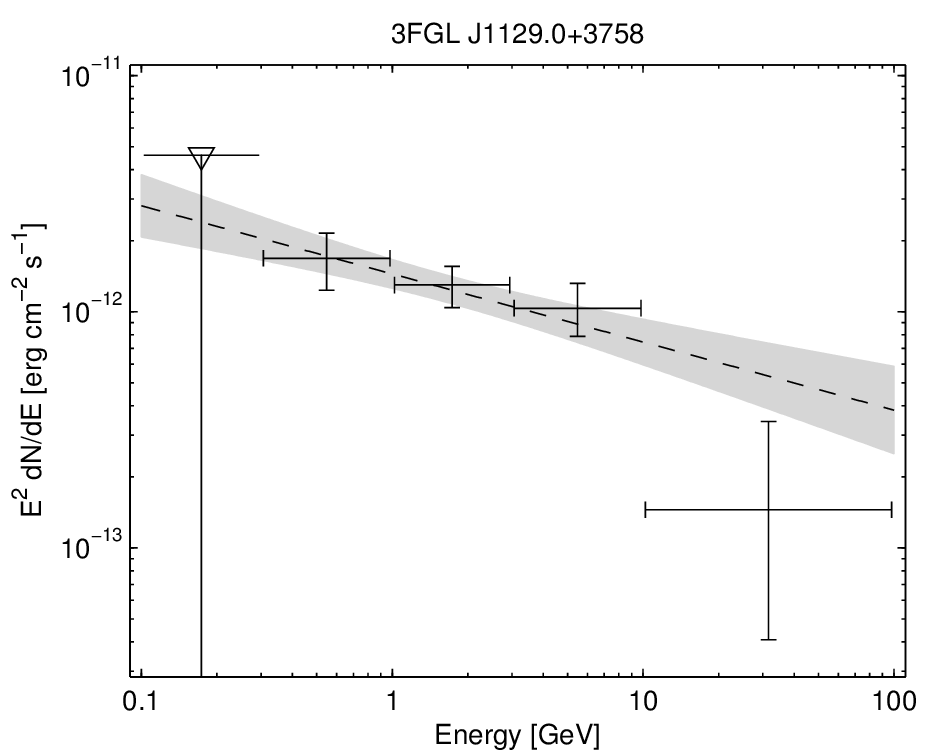 3FGL J1129.0+3758
10⁻¹¹
10⁻¹²
10⁻¹³
E² dN/dE [erg cm⁻² s⁻¹]
0.1 1 10 100
Energy [GeV]